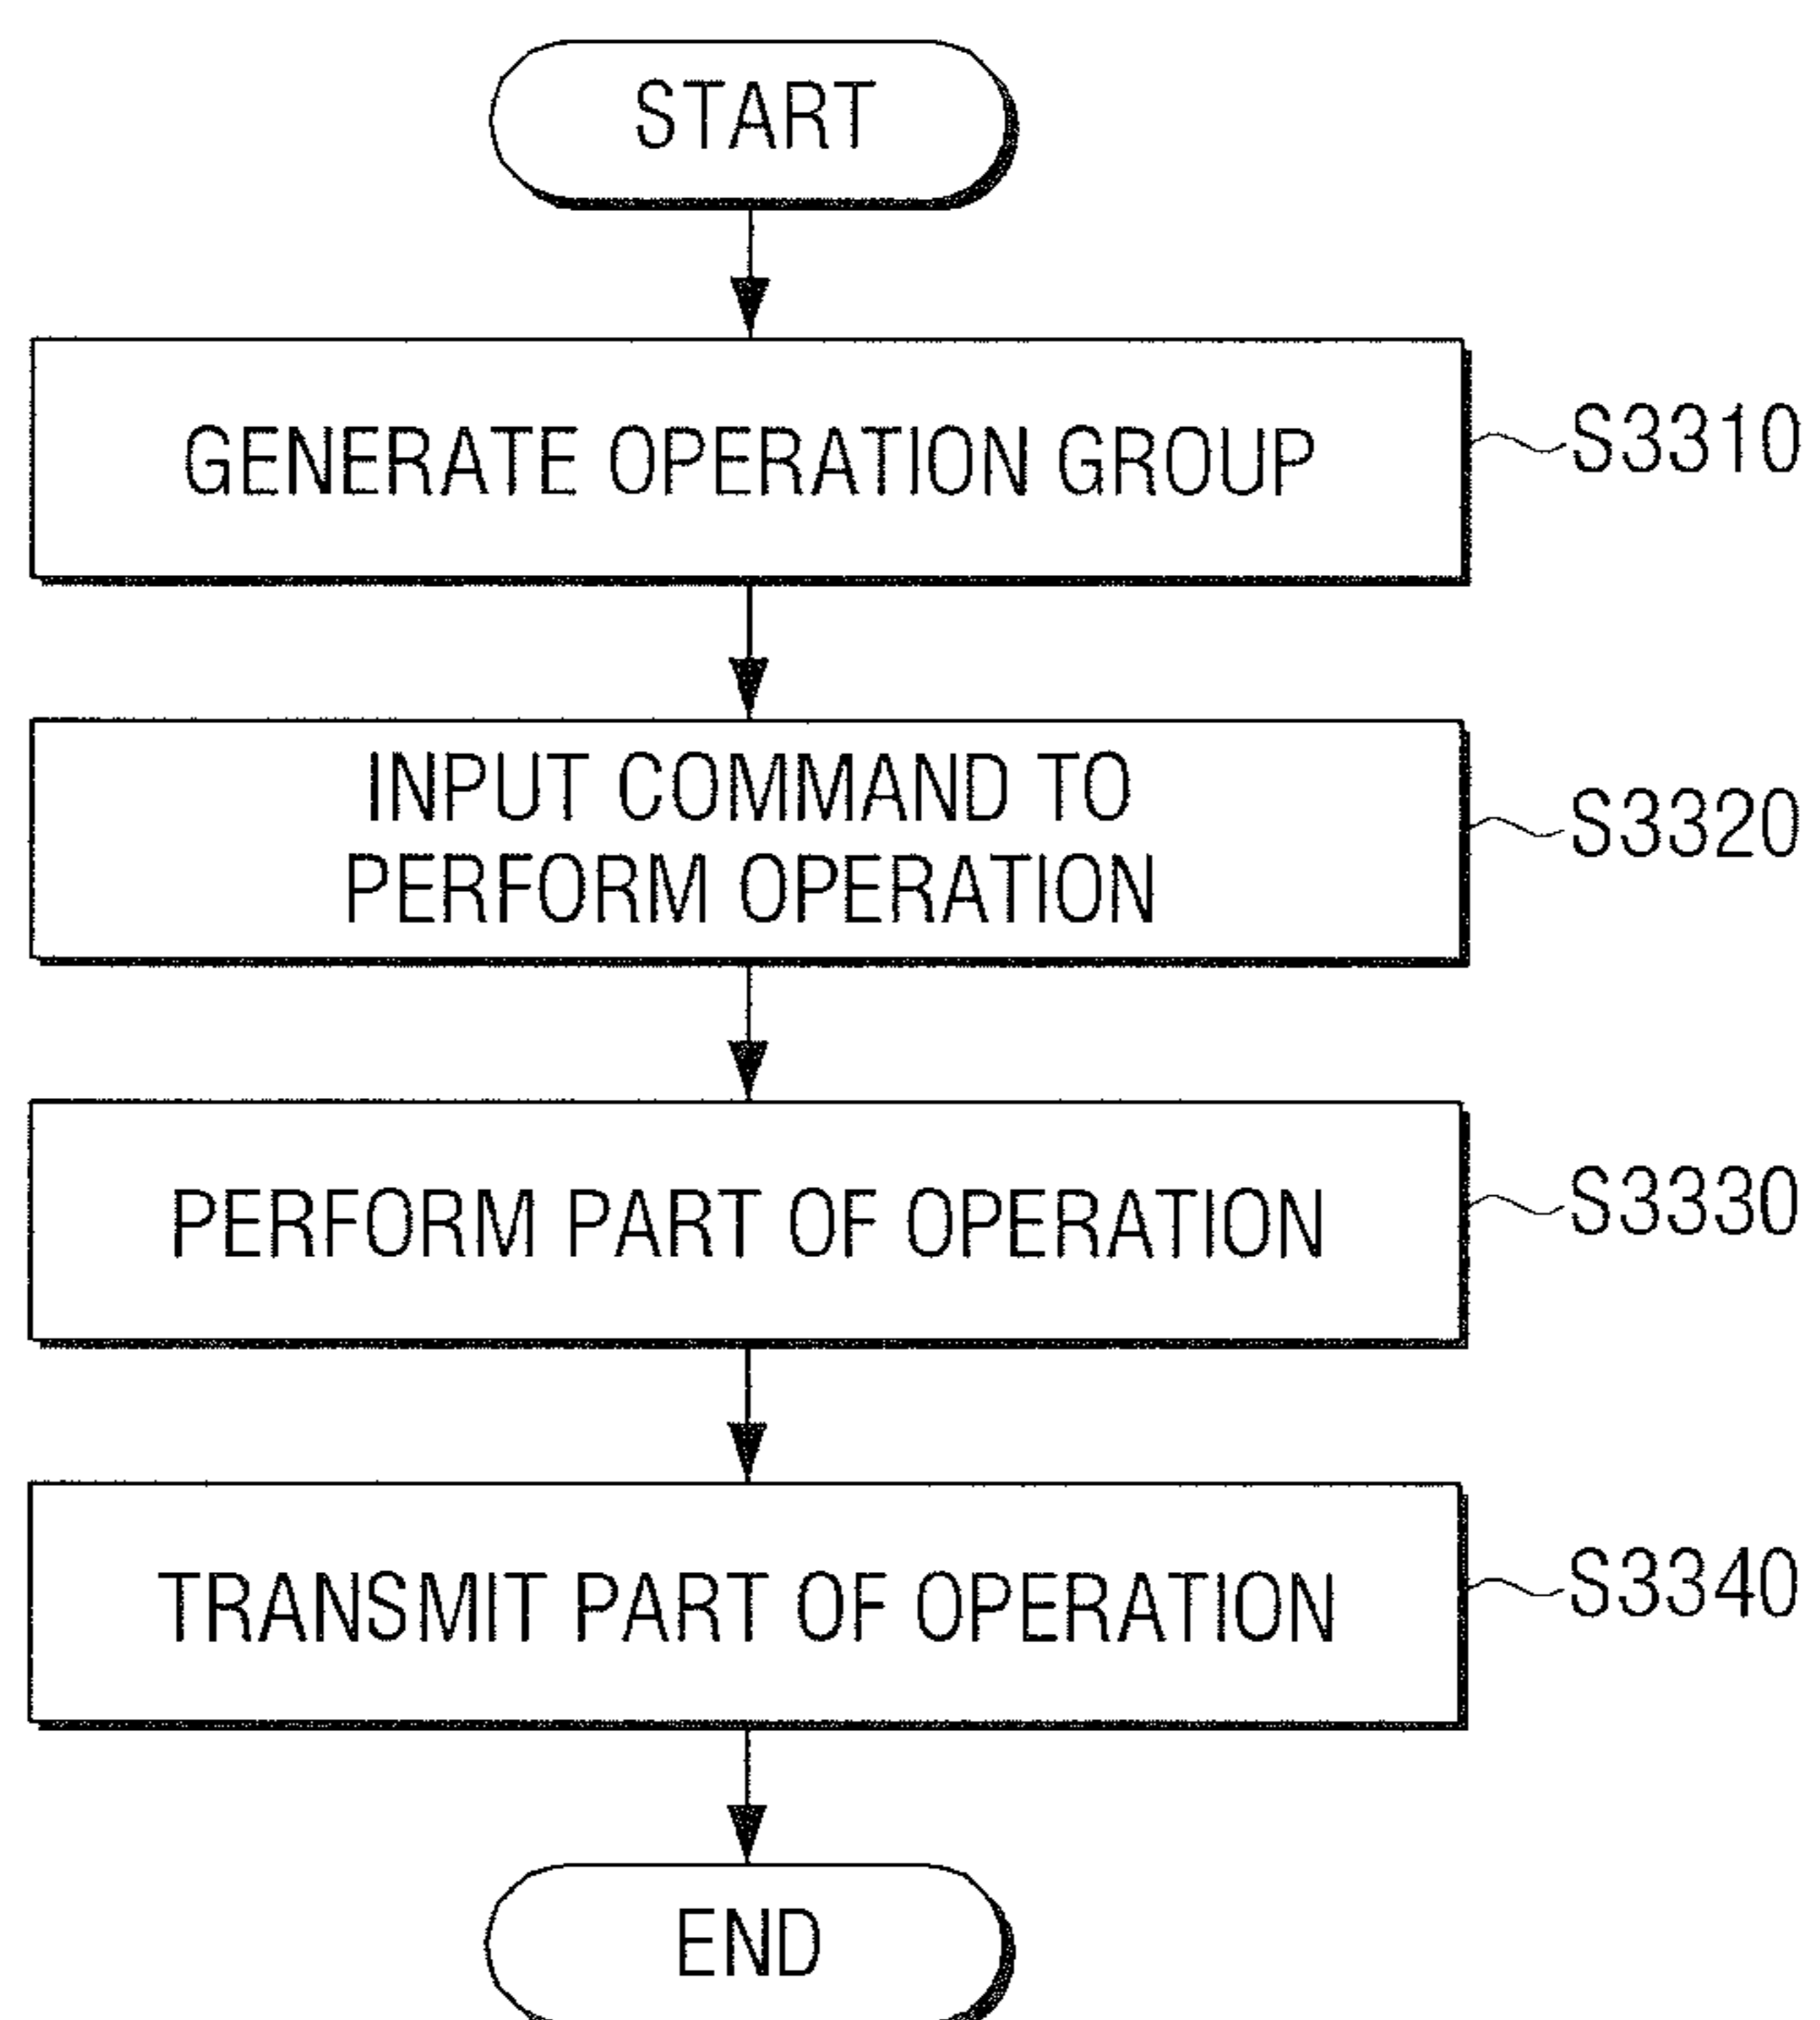 START
GENERATE OPERATION GROUP
S3310
INPUT COMMAND TO
PERFORM OPERATION
S3320
PERFORM PART OF OPERATION
S3330
TRANSMIT PART OF OPERATION
S3340
END